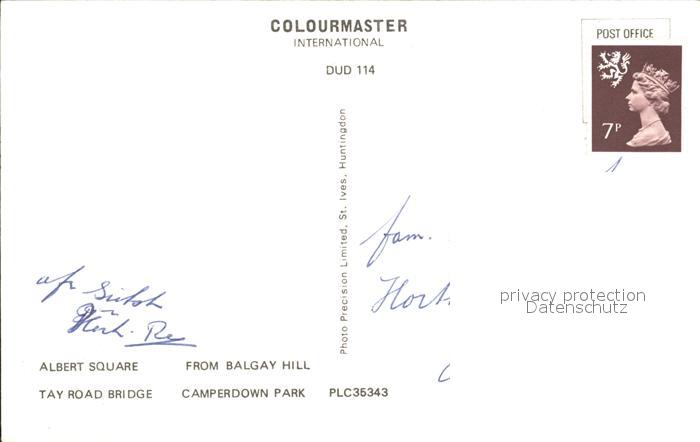 COLOURMASTER
INTERNATIONAL
DUD 114
POST OFFICE
7P
Photo Precision Limited, St. Ives, Huntingdon
fam.
privacy protection
Datenschutz
ALBERT SQUARE FROM BALGAY HILL
TAY ROAD BRIDGE CAMPERDOWN PARK PLC35343